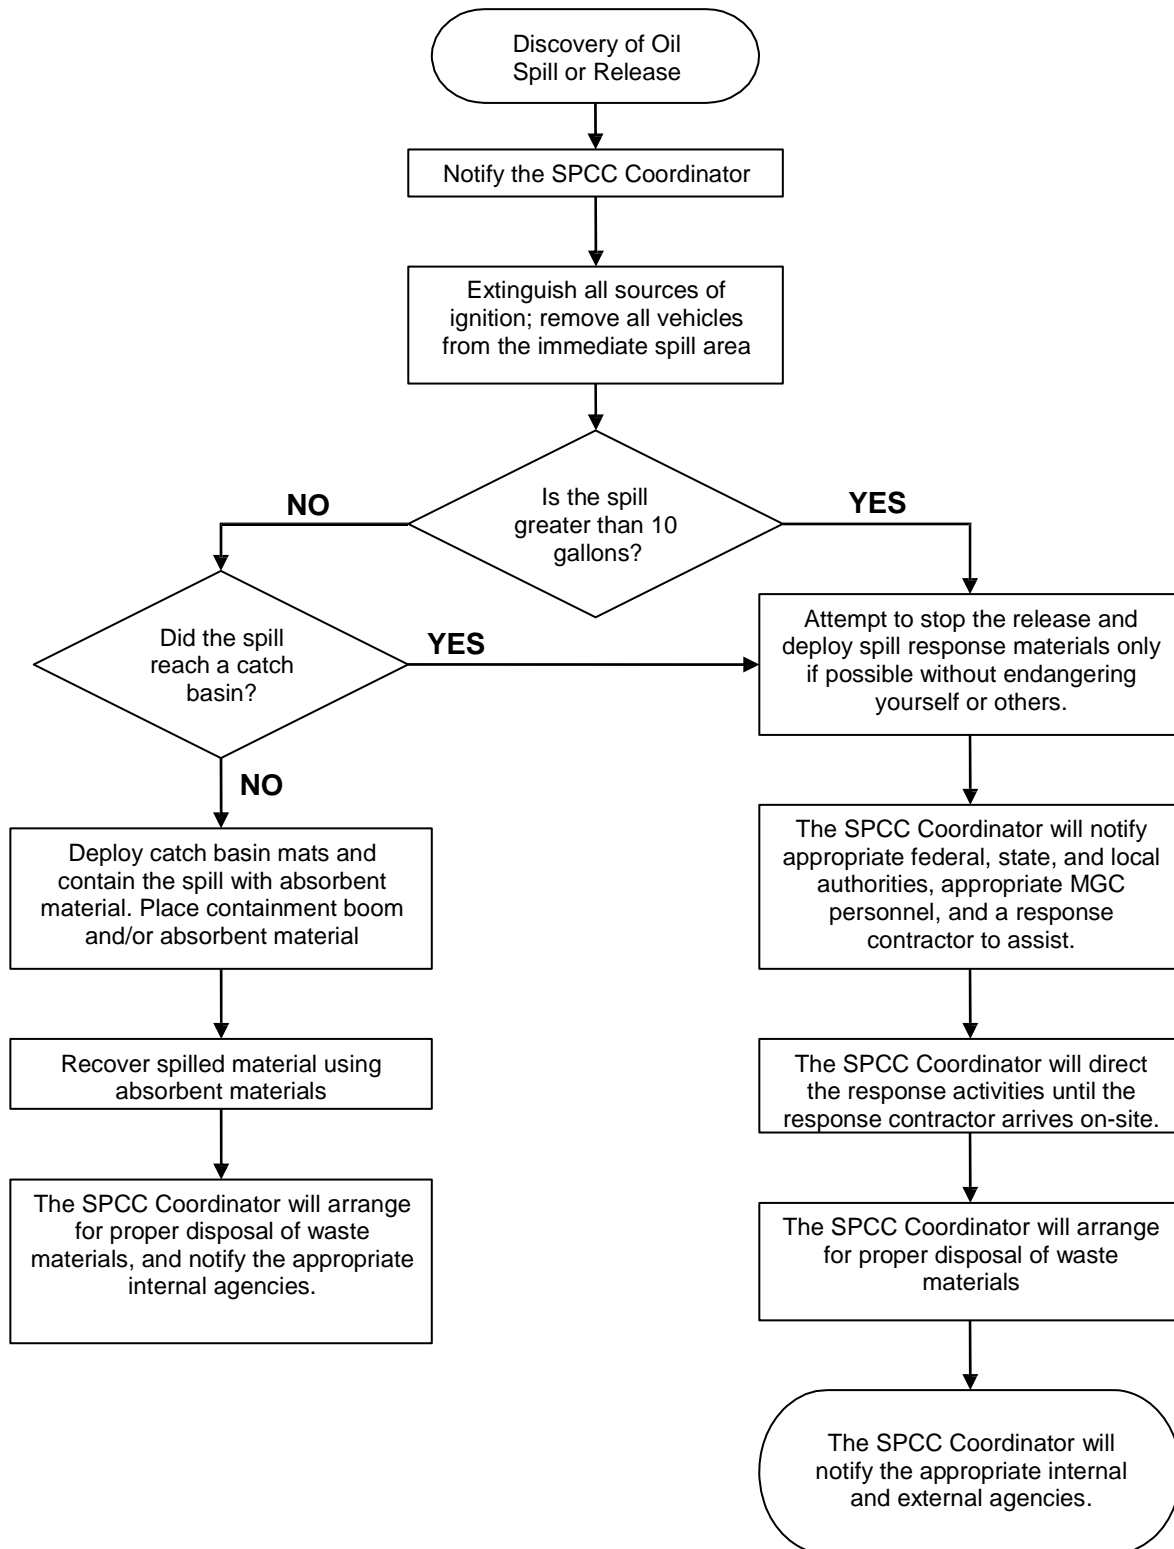 Discovery of Oil
Spill or Release
Notify the SPCC Coordinator
Extinguish all sources of
ignition; remove all vehicles
from the immediate spill area
Is the spill
greater than 10
gallons?
NO
YES
Did the spill
reach a catch
basin?
YES
NO
Attempt to stop the release and
deploy spill response materials only
if possible without endangering
yourself or others.
Deploy catch basin mats and
contain the spill with absorbent
material. Place containment boom
and/or absorbent material
The SPCC Coordinator will notify
appropriate federal, state, and local
authorities, appropriate MGC
personnel, and a response
contractor to assist.
Recover spilled material using
absorbent materials
The SPCC Coordinator will direct
the response activities until the
response contractor arrives on-site.
The SPCC Coordinator will arrange
for proper disposal of waste
materials, and notify the appropriate
internal agencies.
The SPCC Coordinator will arrange
for proper disposal of waste
materials
The SPCC Coordinator will
notify the appropriate internal
and external agencies.